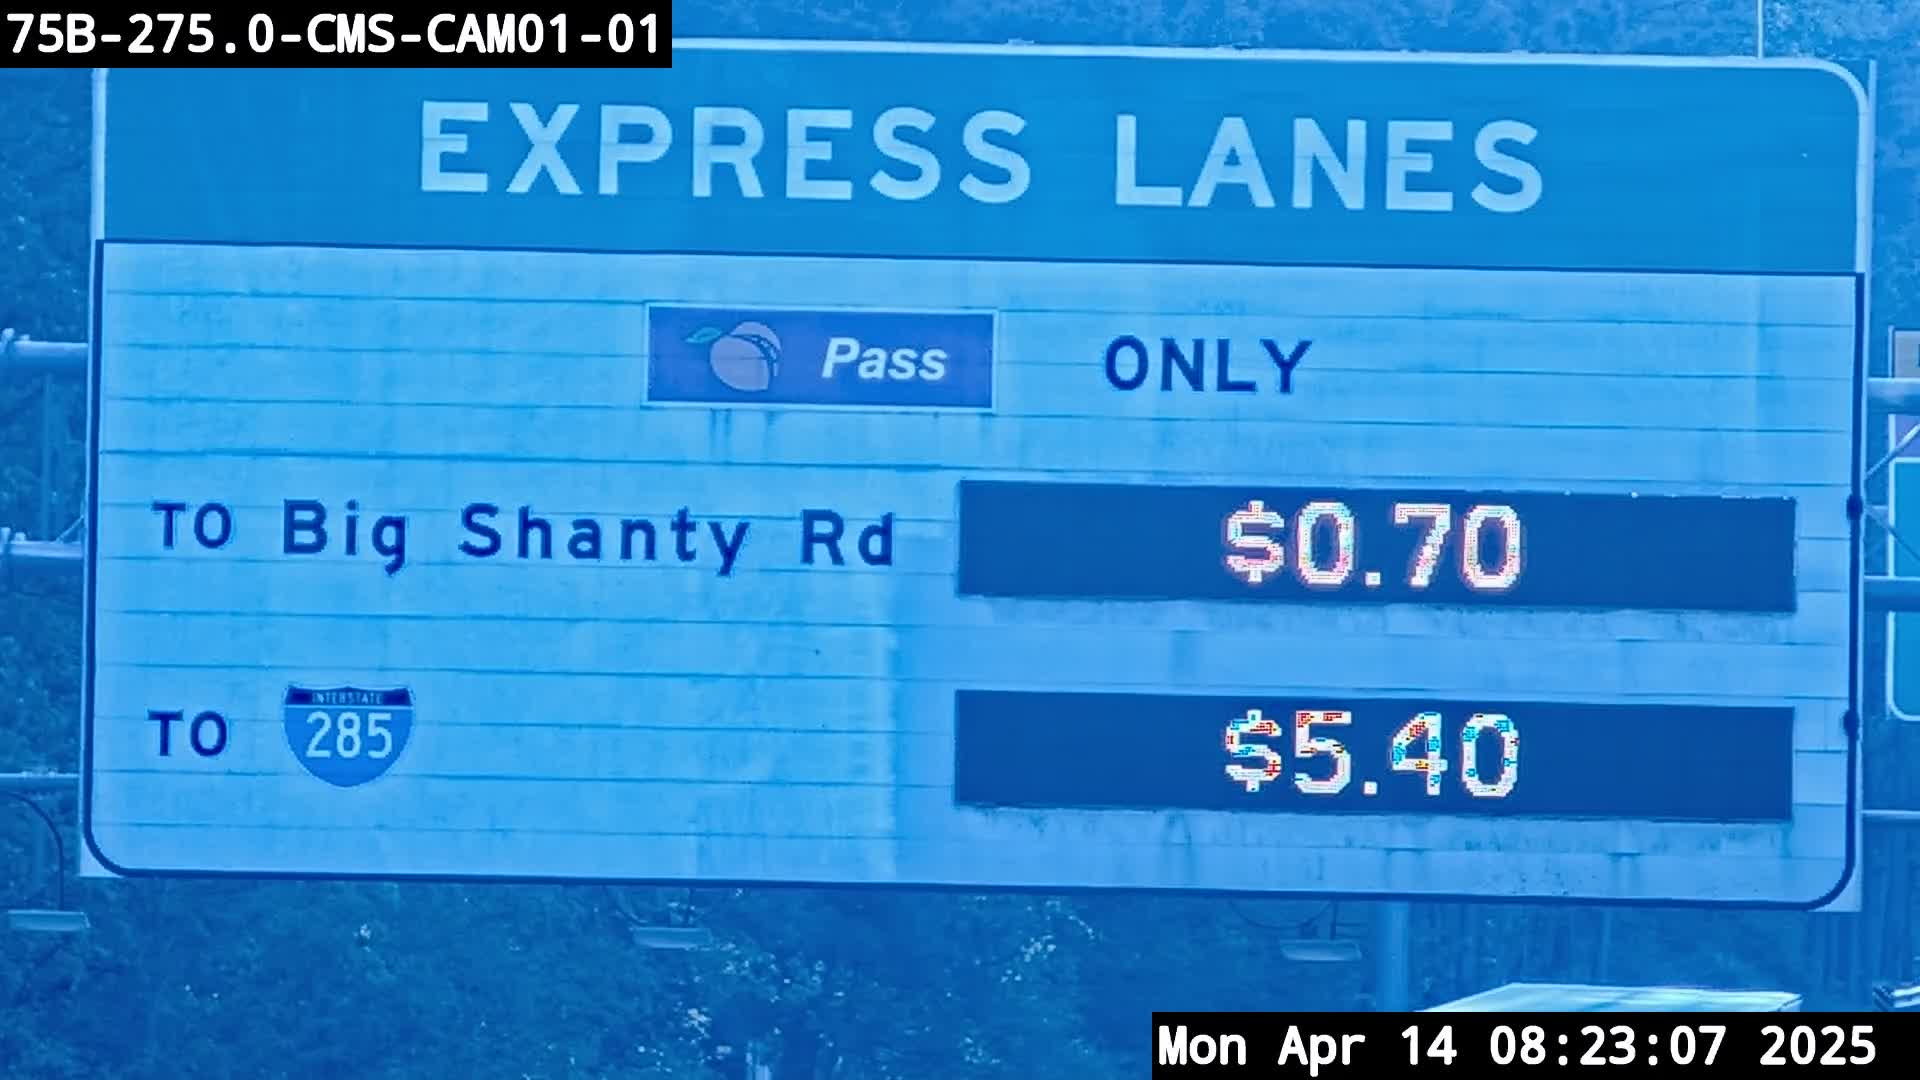 75B-275.0-CMS-CAM01-01
EXPRESS LANES
Pass ONLY
TO Big Shanty Rd $0.70
INTERSTATE
TO 285 $5.40
Mon Apr 14 08:23:07 2025